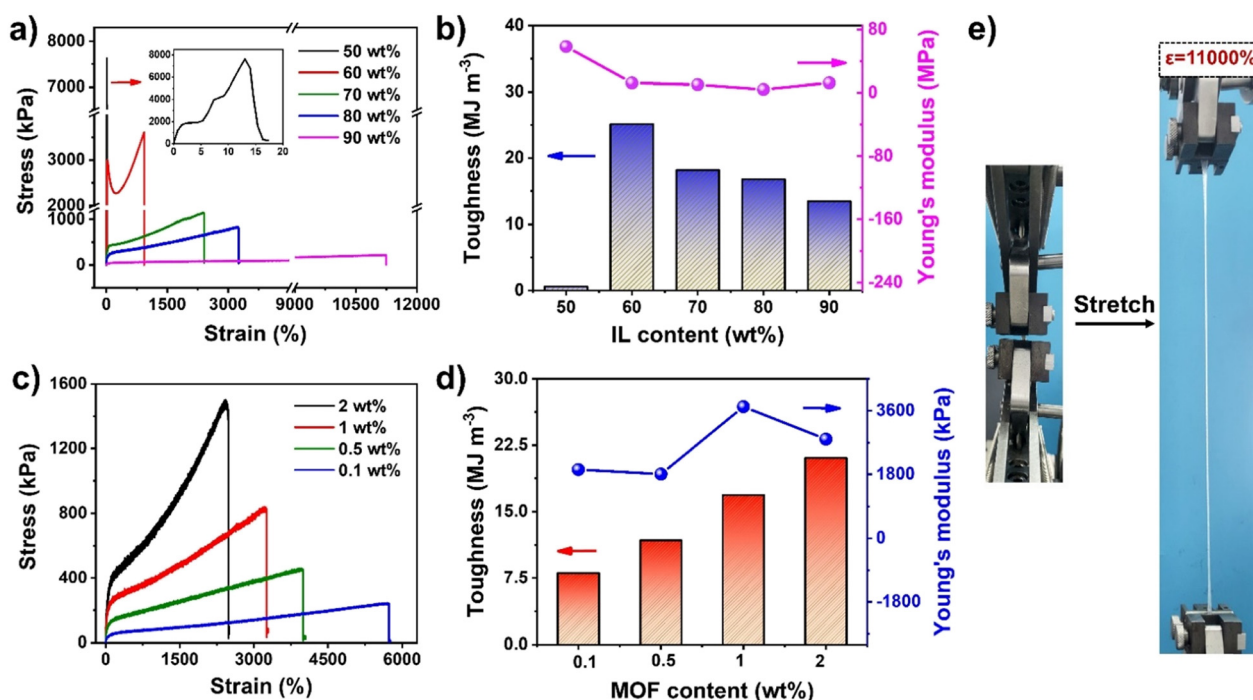 a)
8000
7000
3000
2000
1000
0
Stress (kPa)
0
3000
6000
9000
12000
Strain (%)
8000
6000
4000
2000
0
0
5
10
15
20
50 wt%
60 wt%
70 wt%
80 wt%
90 wt%
b)
40
30
20
10
0
Toughness (MJ m⁻³)
50
60
70
80
90
IL content (wt%)
80
0
-80
-160
-240
Young's modulus (MPa)
c)
1600
1200
800
400
0
Stress (kPa)
0
1500
3000
4500
6000
Strain (%)
2 wt%
1 wt%
0.5 wt%
0.1 wt%
d)
30.0
22.5
15.0
7.5
0.0
Toughness (MJ m⁻³)
0.1
0.5
1
2
MOF content (wt%)
3600
1800
0
-1800
Young's modulus (kPa)
e)
Stretch
ε=11000%